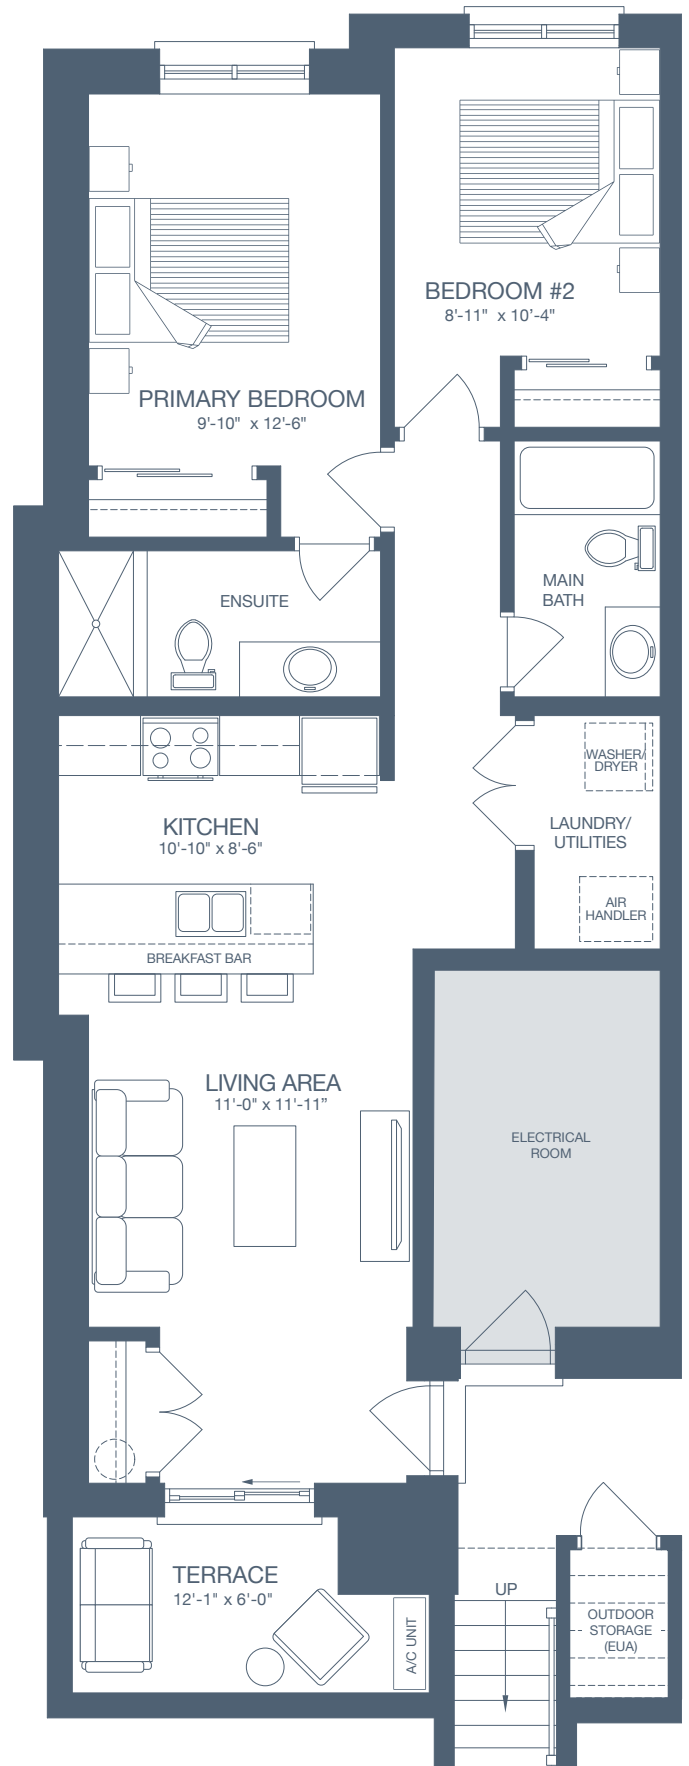 BEDROOM #2
8'-11" x 10'-4"
PRIMARY BEDROOM
9'-10" x 12'-6"
ENSUITE
MAIN
BATH
WASHER/
DRYER
KITCHEN
10'-10" x 8'-6"
LAUNDRY/
UTILITIES
AIR
HANDLER
BREAKFAST BAR
LIVING AREA
11'-0" x 11'-11”
ELECTRICAL
ROOM
TERRACE
12'-1" x 6'-0"
A/C UNIT
UP
OUTDOOR
STORAGE
(EUA)